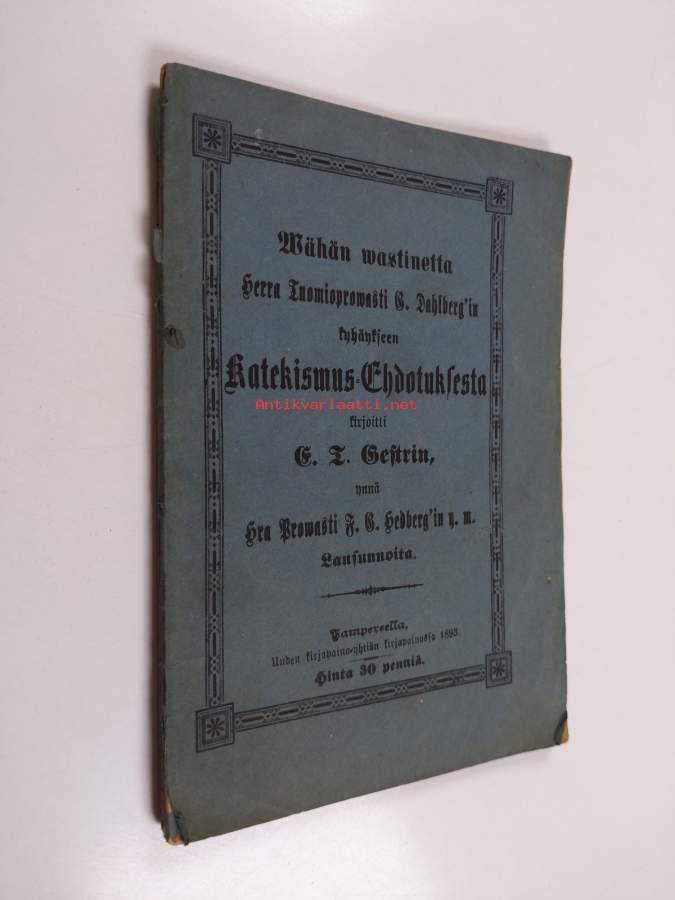 Wähän wastinetta
Herra Tuomioprowasti G. Dahlberg'in
kyhäykseen
Katekismus-Ehdotuksesta
Antikvariaatti.net
kirjoitti
E. T. Gestrin,
ynnä
Hra Prowasti F. G. Hedberg'in y. m.
Lausunnoita.
Tampereella,
Uuden kirjapaino-yhtiön kirjapainossa 1893.
Hinta 30 penniä.